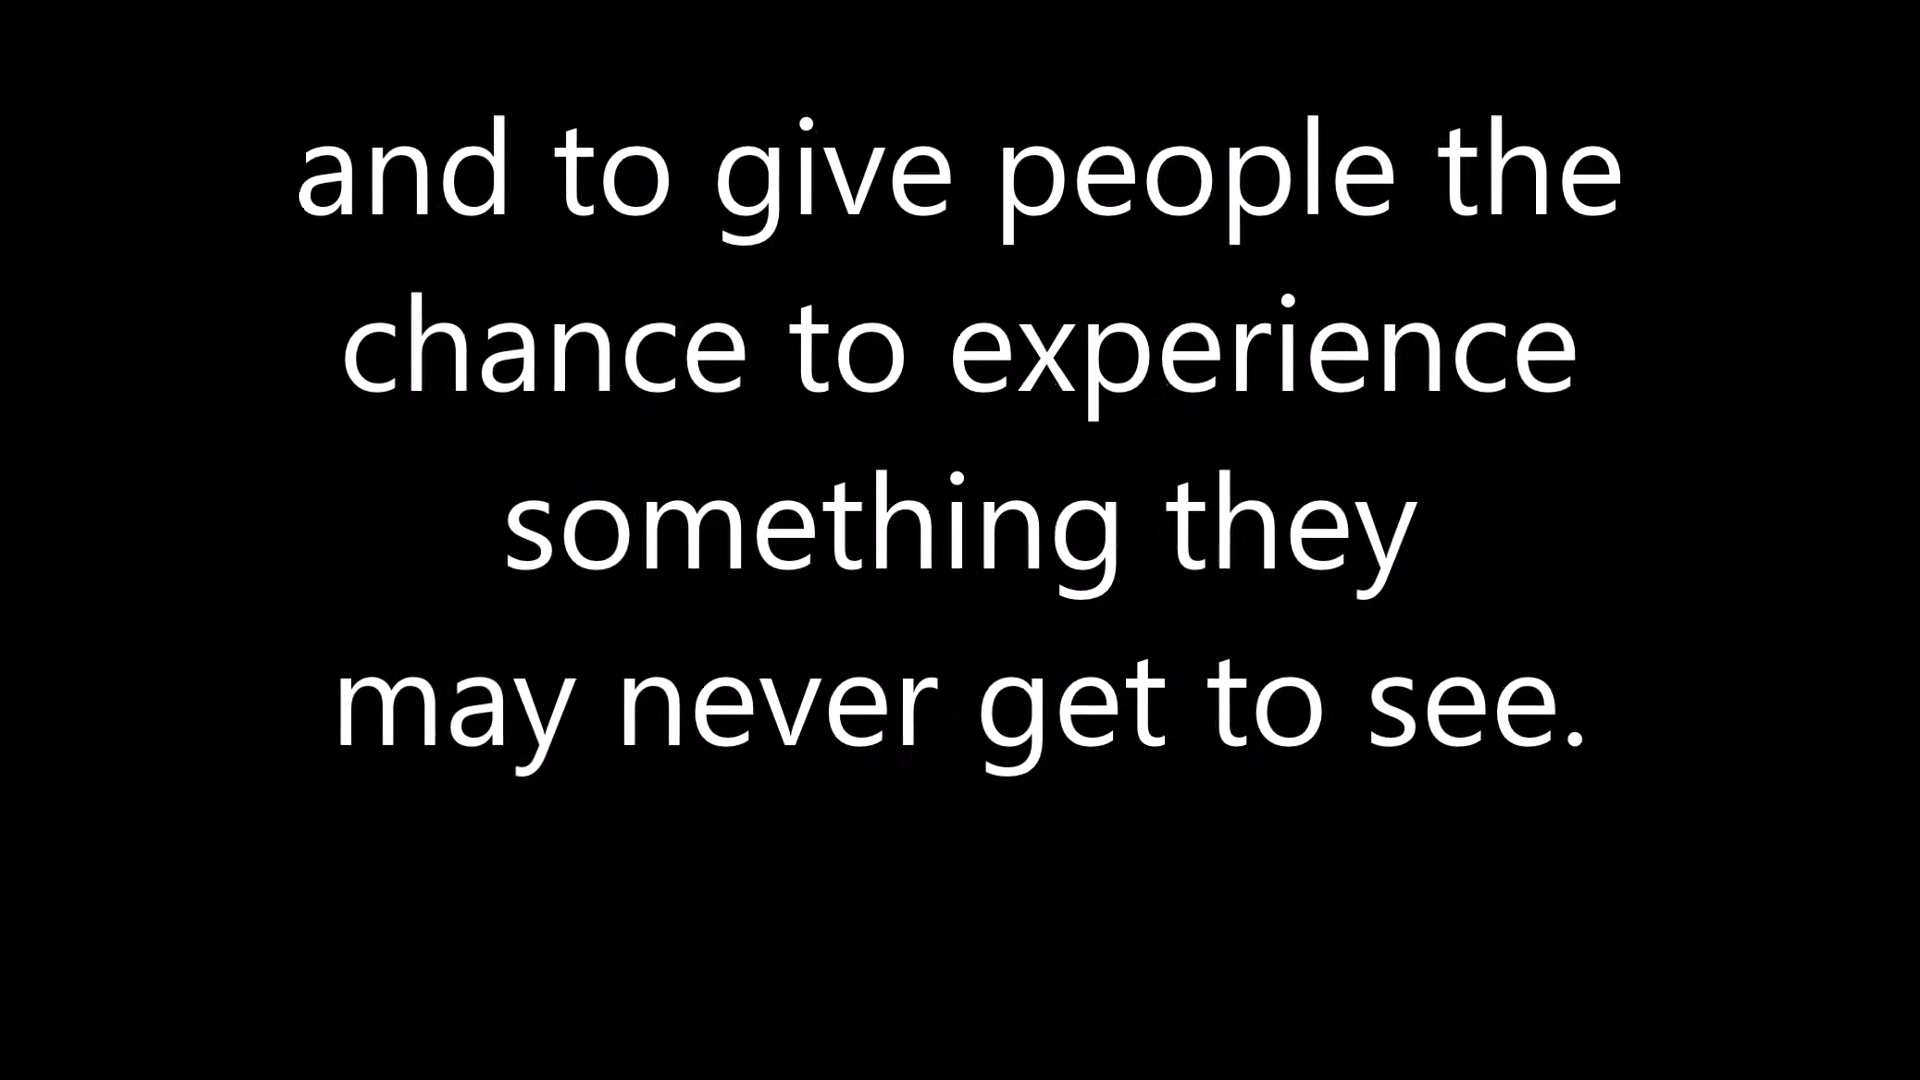 and to give people the
chance to experience
something they
may never get to see.